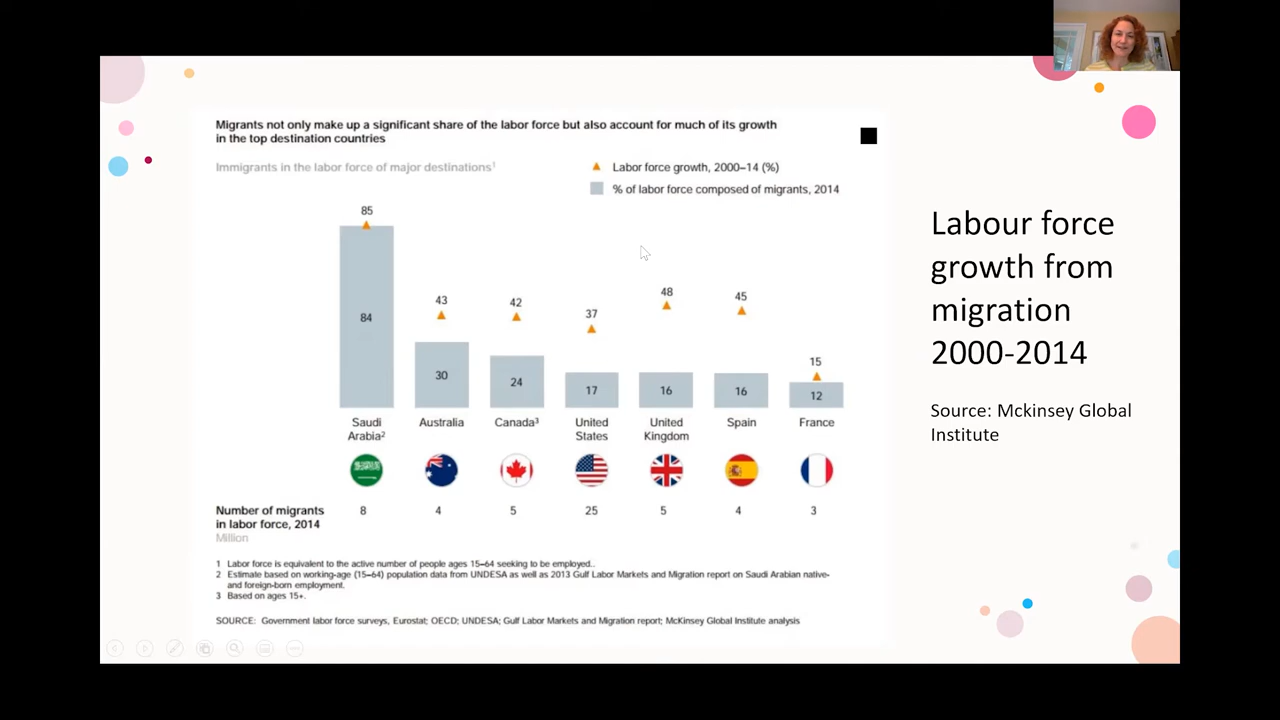 Migrants not only make up a significant share of the labor force but also account for much of its growth
in the top destination countries
Immigrants in the labor force of major destinations¹
Labor force growth, 2000–14 (%)
% of labor force composed of migrants, 2014
85
84
43
30
42
24
37
17
48
16
45
16
15
12
Saudi
Arabia²
Australia
Canada³
United
States
United
Kingdom
Spain
France
Number of migrants
in labor force, 2014
Million
8 4 5 25 5 4 3
1 Labor force is equivalent to the active number of people ages 15–64 seeking to be employed..
2 Estimate based on working-age (15–64) population data from UNDESA as well as 2013 Gulf Labor Markets and Migration report on Saudi Arabian native-
and foreign-born employment.
3 Based on ages 15+.
SOURCE: Government labor force surveys, Eurostat; OECD; UNDESA; Gulf Labor Markets and Migration report; McKinsey Global Institute analysis
Labour force
growth from
migration
2000-2014
Source: Mckinsey Global
Institute